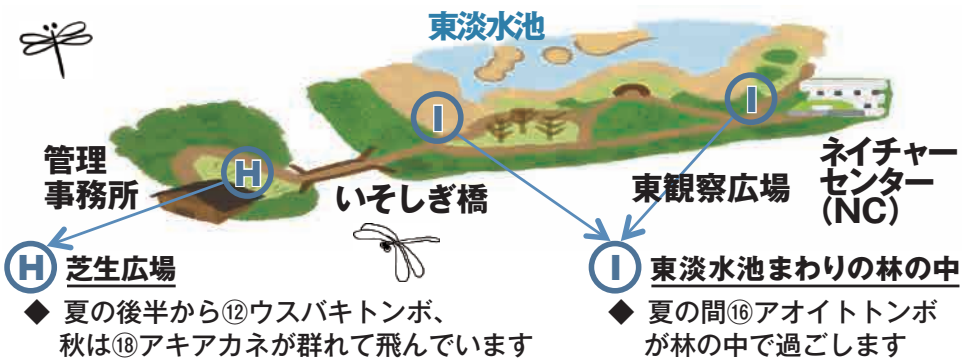 東淡水池
I
I
H
管理
事務所
いそしぎ橋
東観察広場
ネイチャー
センター
(NC)
H 芝生広場
◆ 夏の後半から⑫ウスバキトンボ、
秋は⑱アキアカネが群れて飛んでいます
I 東淡水池まわりの林の中
◆ 夏の間⑯アオイトトンボ
が林の中で過ごします